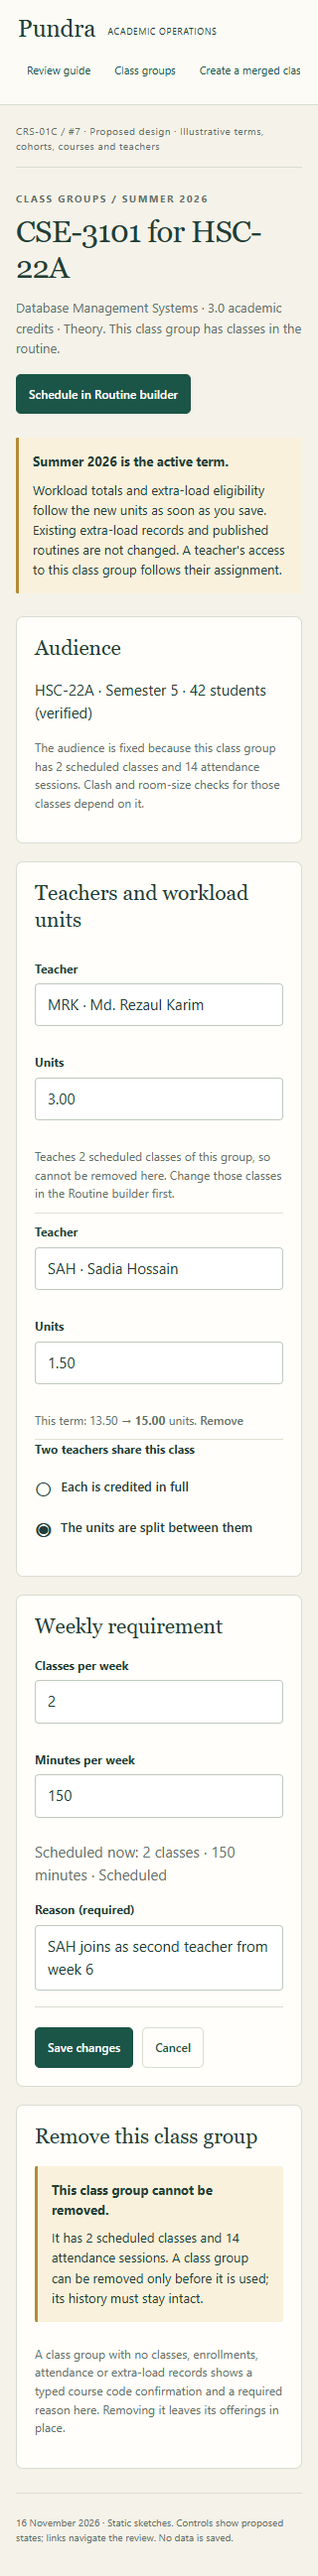 Pundra ACADEMIC OPERATIONS
Review guide Class groups Create a merged clas
CRS-01C / #7 · Proposed design · Illustrative terms,
cohorts, courses and teachers
CLASS GROUPS / SUMMER 2026
CSE-3101 for HSC-
22A
Database Management Systems · 3.0 academic
credits · Theory. This class group has classes in the
routine.
Schedule in Routine builder
Summer 2026 is the active term.
Workload totals and extra-load eligibility
follow the new units as soon as you save.
Existing extra-load records and published
routines are not changed. A teacher's access
to this class group follows their assignment.
Audience
HSC-22A · Semester 5 · 42 students
(verified)
The audience is fixed because this class group
has 2 scheduled classes and 14 attendance
sessions. Clash and room-size checks for those
classes depend on it.
Teachers and workload
units
Teacher
MRK · Md. Rezaul Karim
Units
3.00
Teaches 2 scheduled classes of this group, so
cannot be removed here. Change those classes
in the Routine builder first.
Teacher
SAH · Sadia Hossain
Units
1.50
This term: 13.50 → 15.00 units. Remove
Two teachers share this class
Each is credited in full
The units are split between them
Weekly requirement
Classes per week
2
Minutes per week
150
Scheduled now: 2 classes · 150
minutes · Scheduled
Reason (required)
SAH joins as second teacher from
week 6
Save changes Cancel
Remove this class group
This class group cannot be
removed.
It has 2 scheduled classes and 14
attendance sessions. A class group
can be removed only before it is used;
its history must stay intact.
A class group with no classes, enrollments,
attendance or extra-load records shows a
typed course code confirmation and a required
reason here. Removing it leaves its offerings in
place.
16 November 2026 · Static sketches. Controls show proposed
states; links navigate the review. No data is saved.